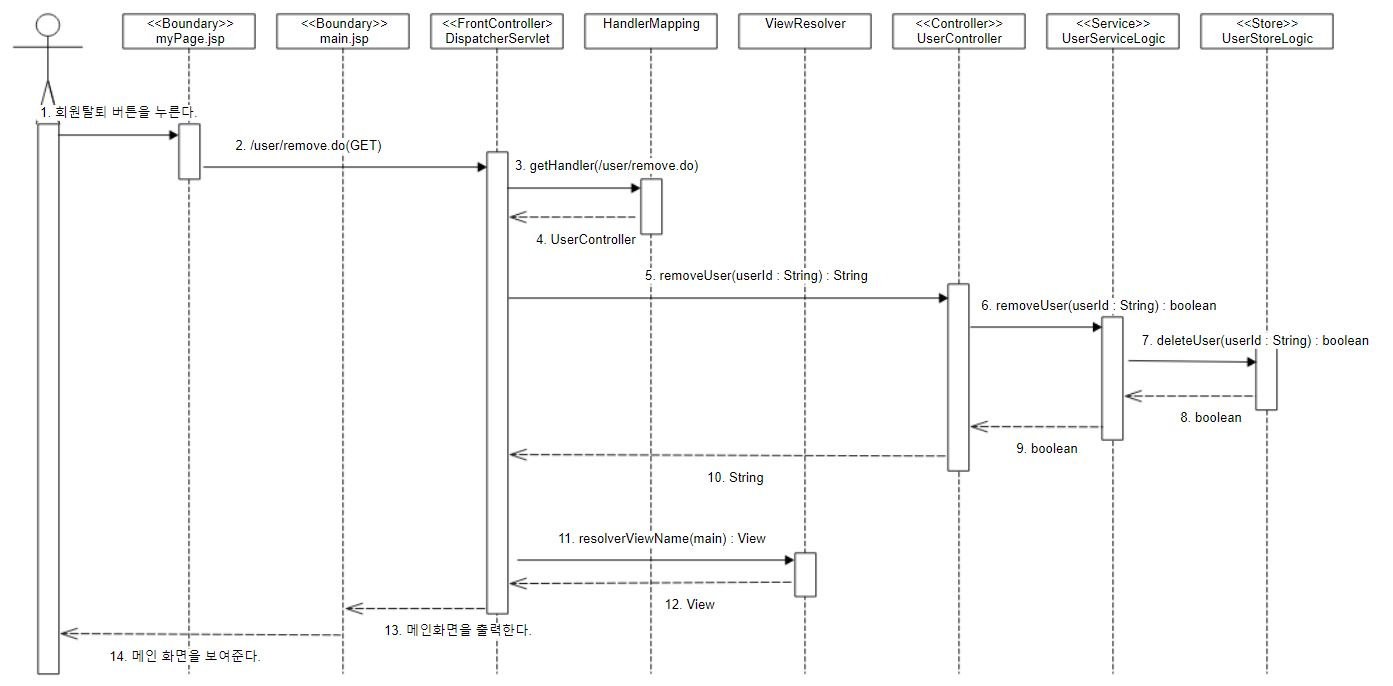 <<Boundary>>
myPage.jsp
<<Boundary>>
main.jsp
<<FrontController>
DispatcherServlet
HandlerMapping
ViewResolver
<<Controller>>
UserController
<<Service>>
UserServiceLogic
<<Store>>
UserStoreLogic
1. 회원탈퇴 버튼을 누른다.
2. /user/remove.do(GET)
3. getHandler(/user/remove.do)
4. UserController
5. removeUser(userId : String) : String
6. removeUser(userId : String) : boolean
7. deleteUser(userId : String) : boolean
8. boolean
9. boolean
10. String
11. resolverViewName(main) : View
12. View
13. 메인화면을 출력한다.
14. 메인 화면을 보여준다.